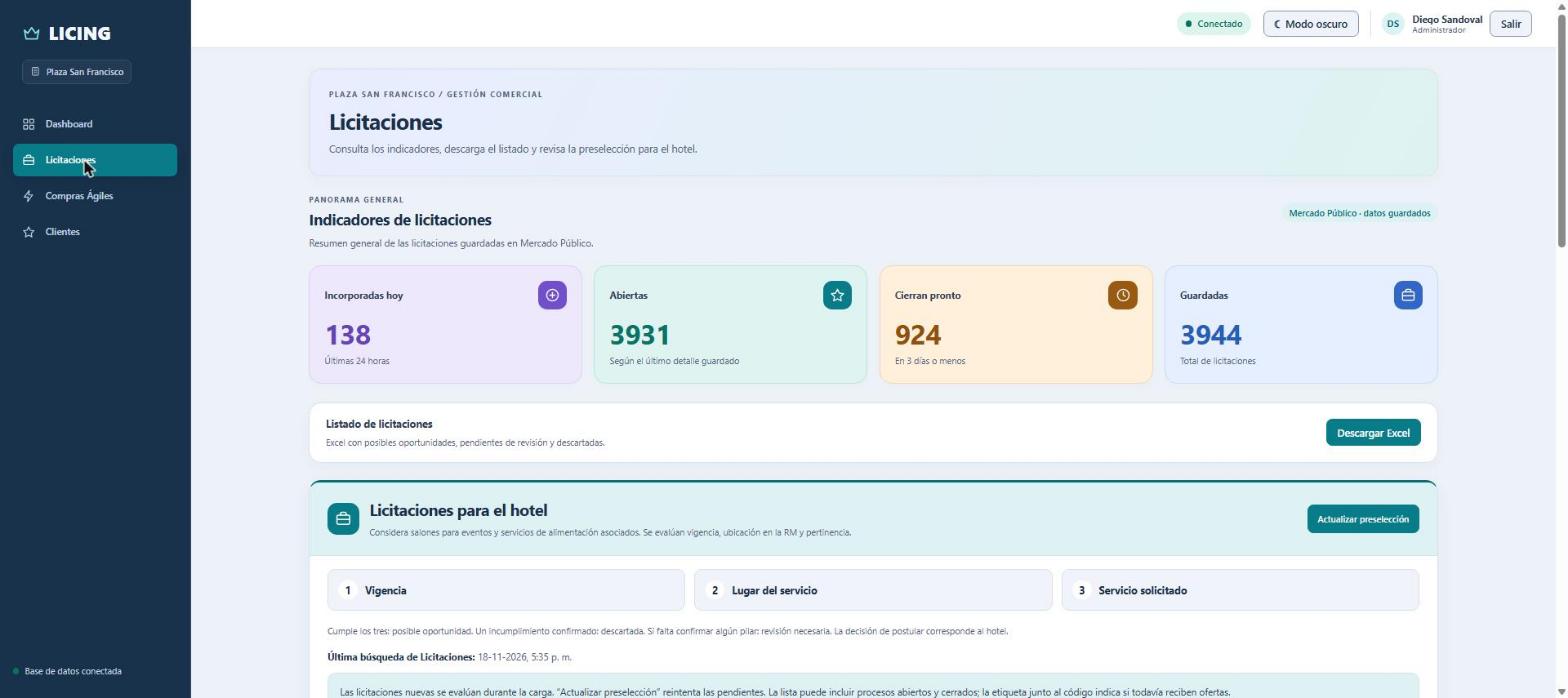 LICING
Plaza San Francisco
Dashboard
Licitaciones
Compras Ágiles
Clientes
Base de datos conectada
Conectado
Modo oscuro
DS
Diego Sandoval
Administrador
Salir
PLAZA SAN FRANCISCO / GESTIÓN COMERCIAL
Licitaciones
Consulta los indicadores, descarga el listado y revisa la preselección para el hotel.
PANORAMA GENERAL
Indicadores de licitaciones
Resumen general de las licitaciones guardadas en Mercado Público.
Mercado Público · datos guardados
Incorporadas hoy
138
Últimas 24 horas
Abiertas
3931
Según el último detalle guardado
Cierran pronto
924
En 3 días o menos
Guardadas
3944
Total de licitaciones
Listado de licitaciones
Excel con posibles oportunidades, pendientes de revisión y descartadas.
Descargar Excel
Licitaciones para el hotel
Considera salones para eventos y servicios de alimentación asociados. Se evalúan vigencia, ubicación en la RM y pertinencia.
Actualizar preselección
1 Vigencia
2 Lugar del servicio
3 Servicio solicitado
Cumple los tres: posible oportunidad. Un incumplimiento confirmado: descartada. Si falta confirmar algún pilar: revisión necesaria. La decisión de postular corresponde al hotel.
Última búsqueda de Licitaciones: 18-11-2026, 5:35 p. m.
Las licitaciones nuevas se evalúan durante la carga. "Actualizar preselección" reintenta las pendientes. La lista puede incluir procesos abiertos y cerrados; la etiqueta junto al código indica si todavía reciben ofertas.